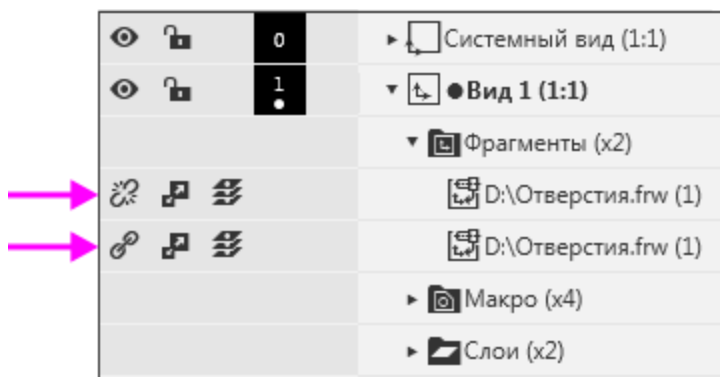 0 Системный вид (1:1)
1 ●Вид 1 (1:1)
Фрагменты (x2)
D:\Отверстия.frw (1)
D:\Отверстия.frw (1)
Макро (x4)
Слои (x2)